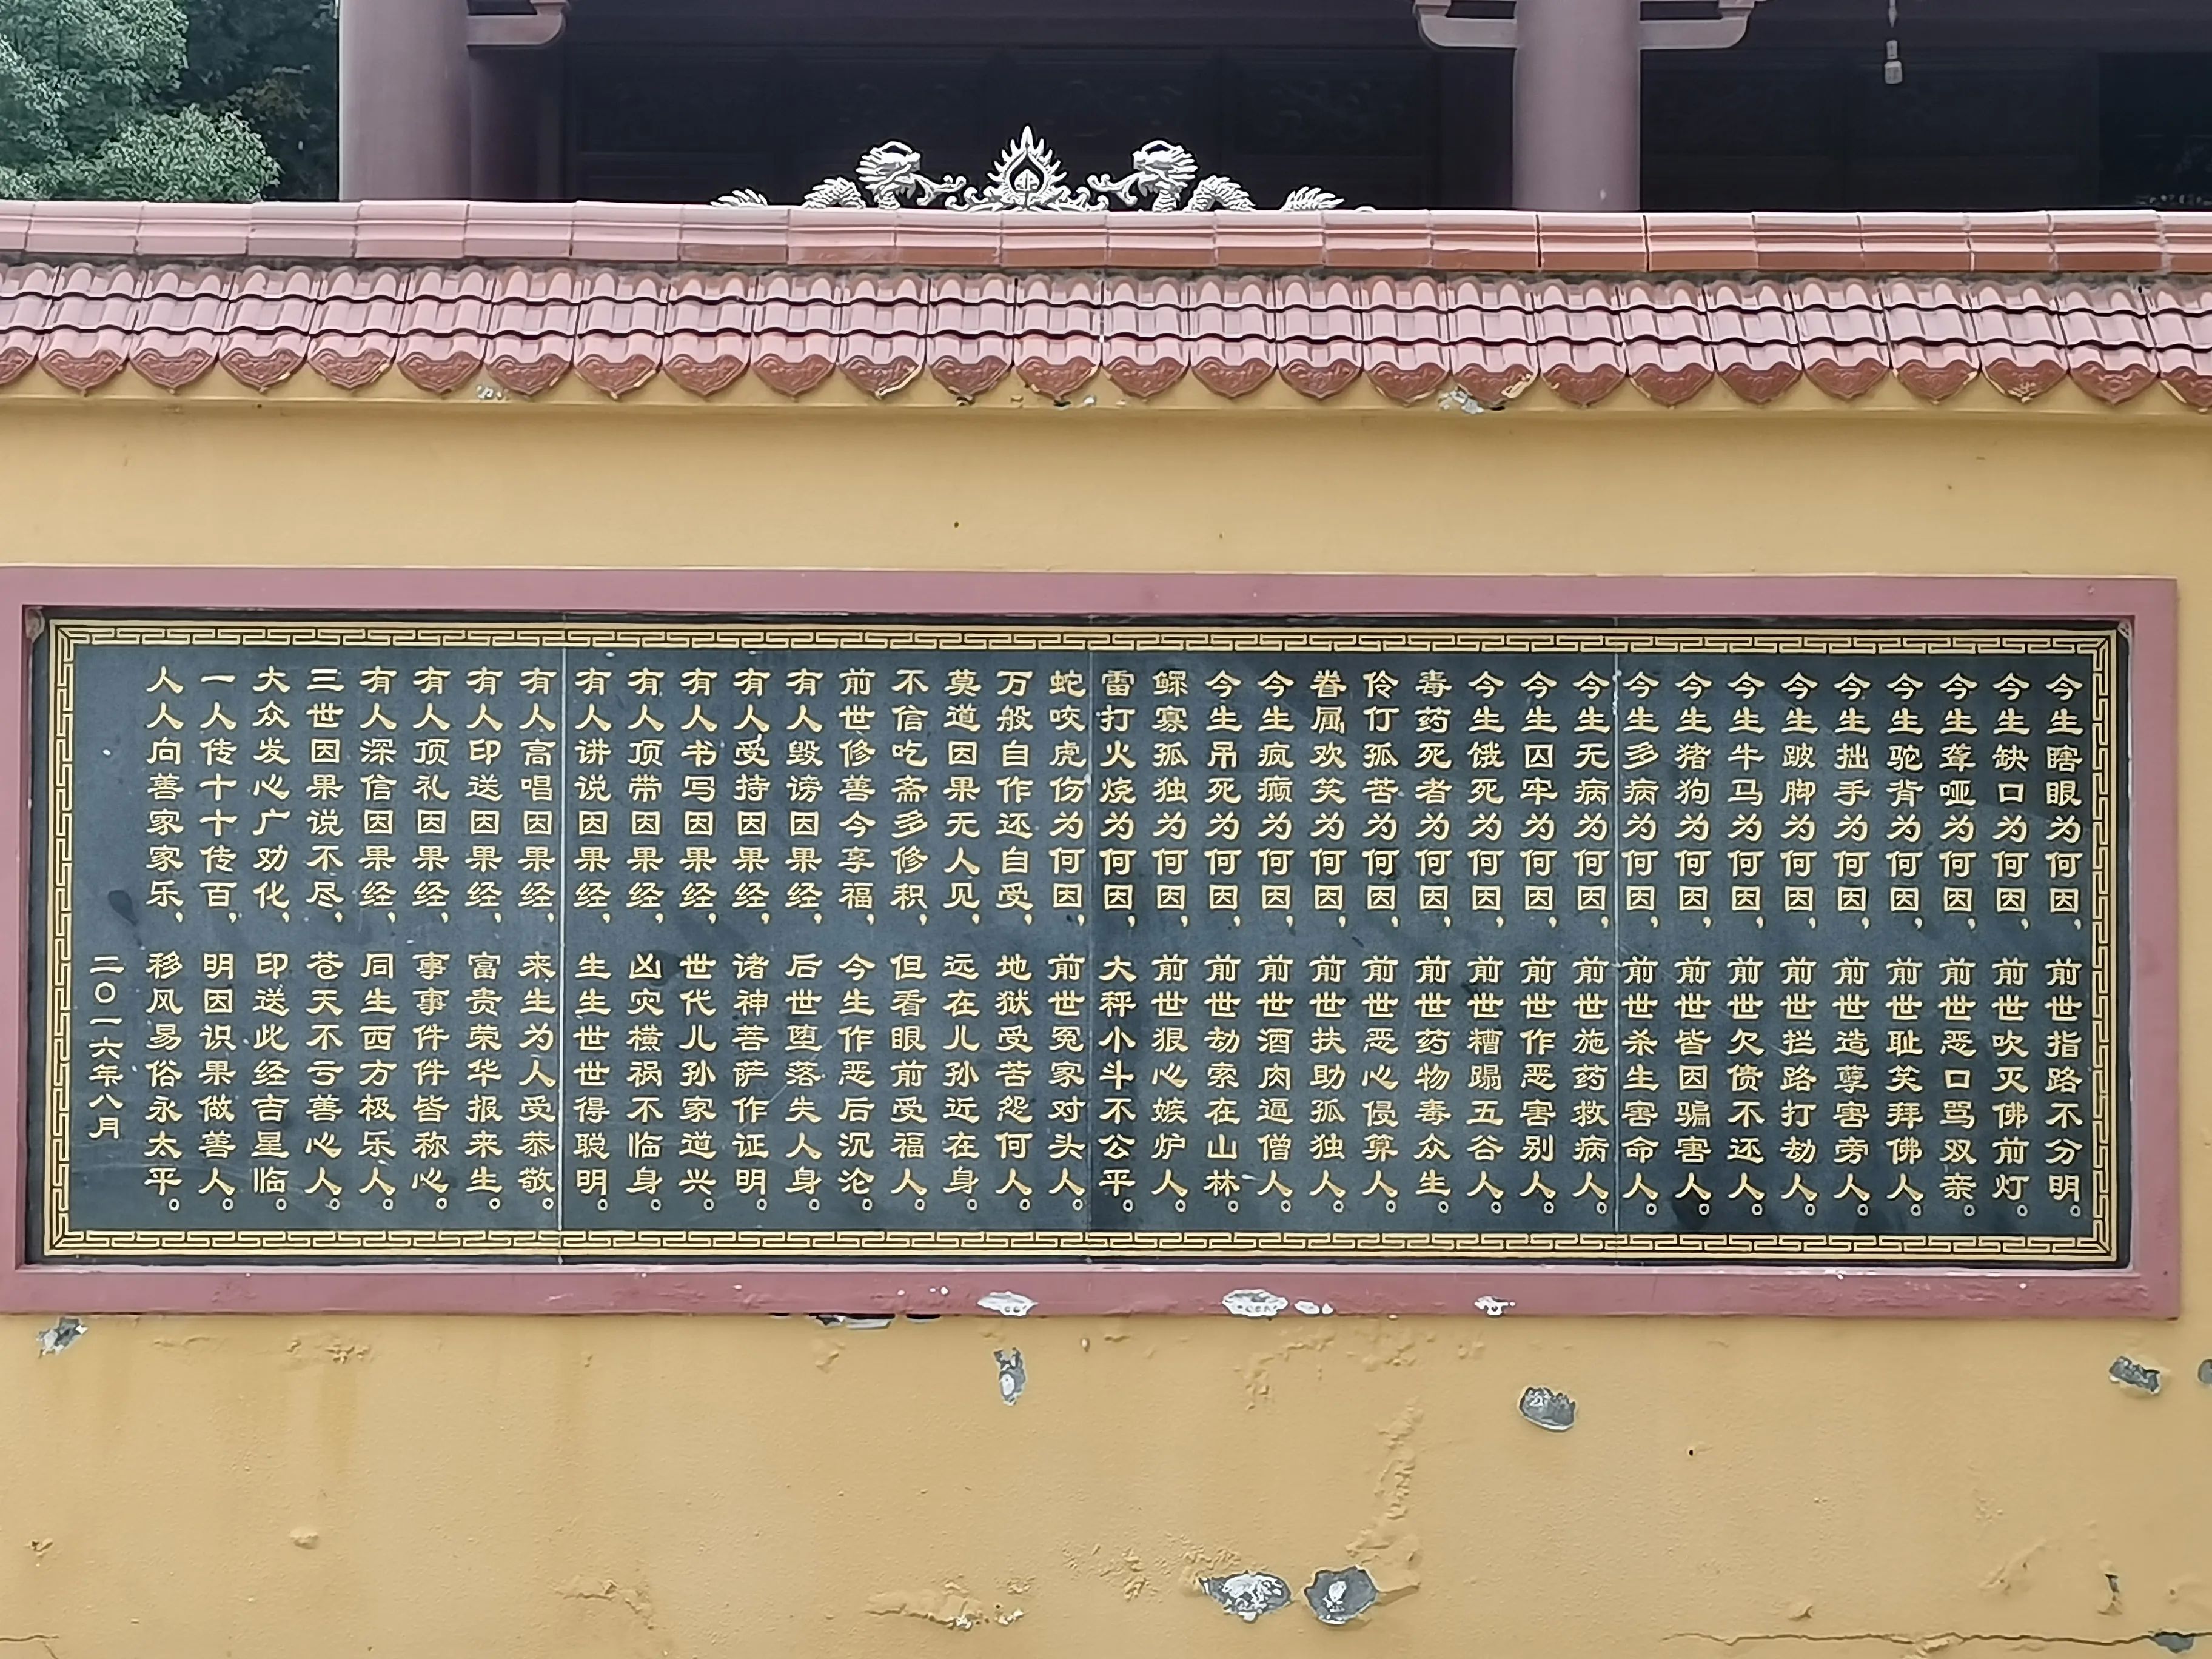 今生瞎眼为何因，前世指路不分明。
今生缺口为何因，前世吹灭佛前灯。
今生聋哑为何因，前世恶口骂双亲。
今生驼背为何因，前世耻笑拜佛人。
今生拙手为何因，前世造孽害旁人。
今生跛脚为何因，前世拦路打劫人。
今生牛马为何因，前世欠债不还人。
今生猪狗为何因，前世皆因骗害人。
今生多病为何因，前世杀生害命人。
今生无病为何因，前世施药救病人。
今生囚牢为何因，前世作恶害别人。
今生饿死为何因，前世糟蹋五谷人。
毒药死者为何因，前世药物毒众生。
伶仃孤苦为何因，前世恶心侵算人。
眷属欢笑为何因，前世扶助孤独人。
今生疯癫为何因，前世酒肉逼僧人。
今生吊死为何因，前世劫索在山林。
鳏寡孤独为何因，前世狠心嫉妒人。
雷打火烧为何因，大秤小斗不公平。
蛇咬虎伤为何因，前世冤家对头人。
万般自作还自受，地狱受苦怨何人。
莫道因果无人见，远在儿孙近在身。
不信吃斋多修积，但看眼前受福人。
前世修善今享福，今生作恶后沉沦。
有人毁谤因果经，后世堕落失人身。
有人受持因果经，诸神菩萨作证明。
有人书写因果经，世代儿孙家道兴。
有人顶带因果经，凶灾横祸不临身。
有人讲说因果经，生生世世得聪明。
有人高唱因果经，来生为人受恭敬。
有人印送因果经，富贵荣华报来生。
有人顶礼因果经，事事件件皆称心。
有人深信因果经，同生西方极乐人。
三世因果说不尽，苍天不亏善心人。
大众发心广劝化，印送此经吉星临。
一人传十十传百，明因识果做善人。
人人向善家家乐，移风易俗永太平。
二〇一六年八月